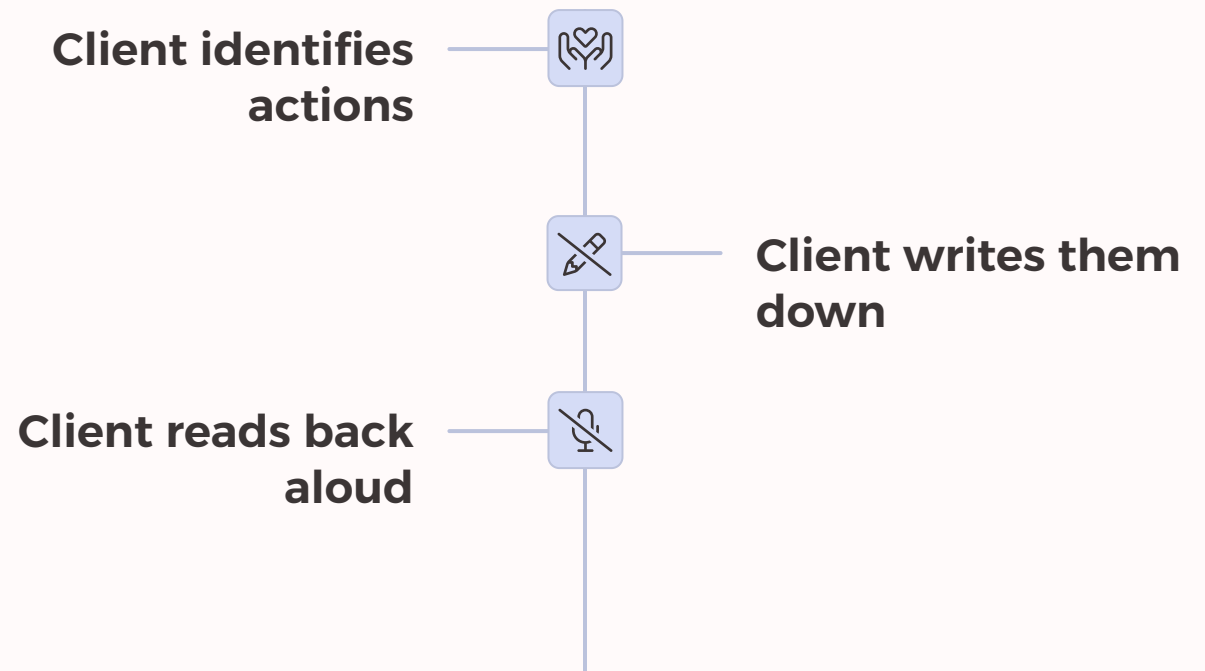 Client identifies
actions
Client writes them
down
Client reads back
aloud